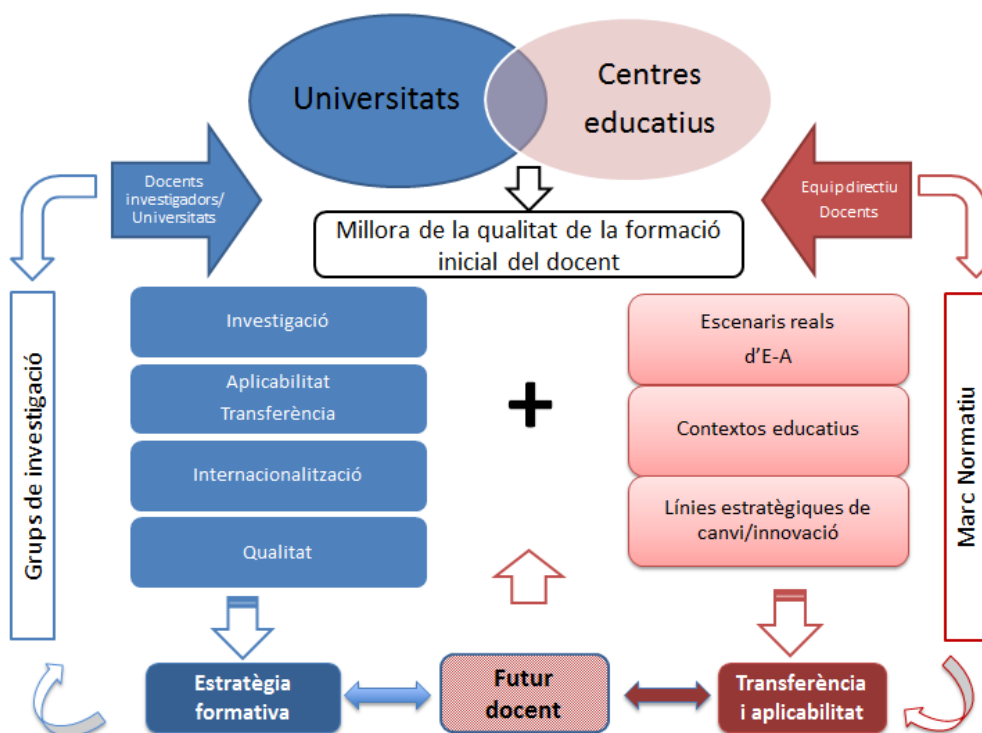 Universitats
Centres
educatius
Docents
investigadors/
Universitats
Equip directiu
Docents
Millora de la qualitat de la formació
inicial del docent
Grups de investigació
Investigació
Aplicabilitat
Transferència
Internacionalització
Qualitat
+
Escenaris reals
d'E-A
Contextos educatius
Línies estratègiques de
canvi/innovació
Marc Normatiu
Estratègia
formativa
Futur
docent
Transferència
i aplicabilitat